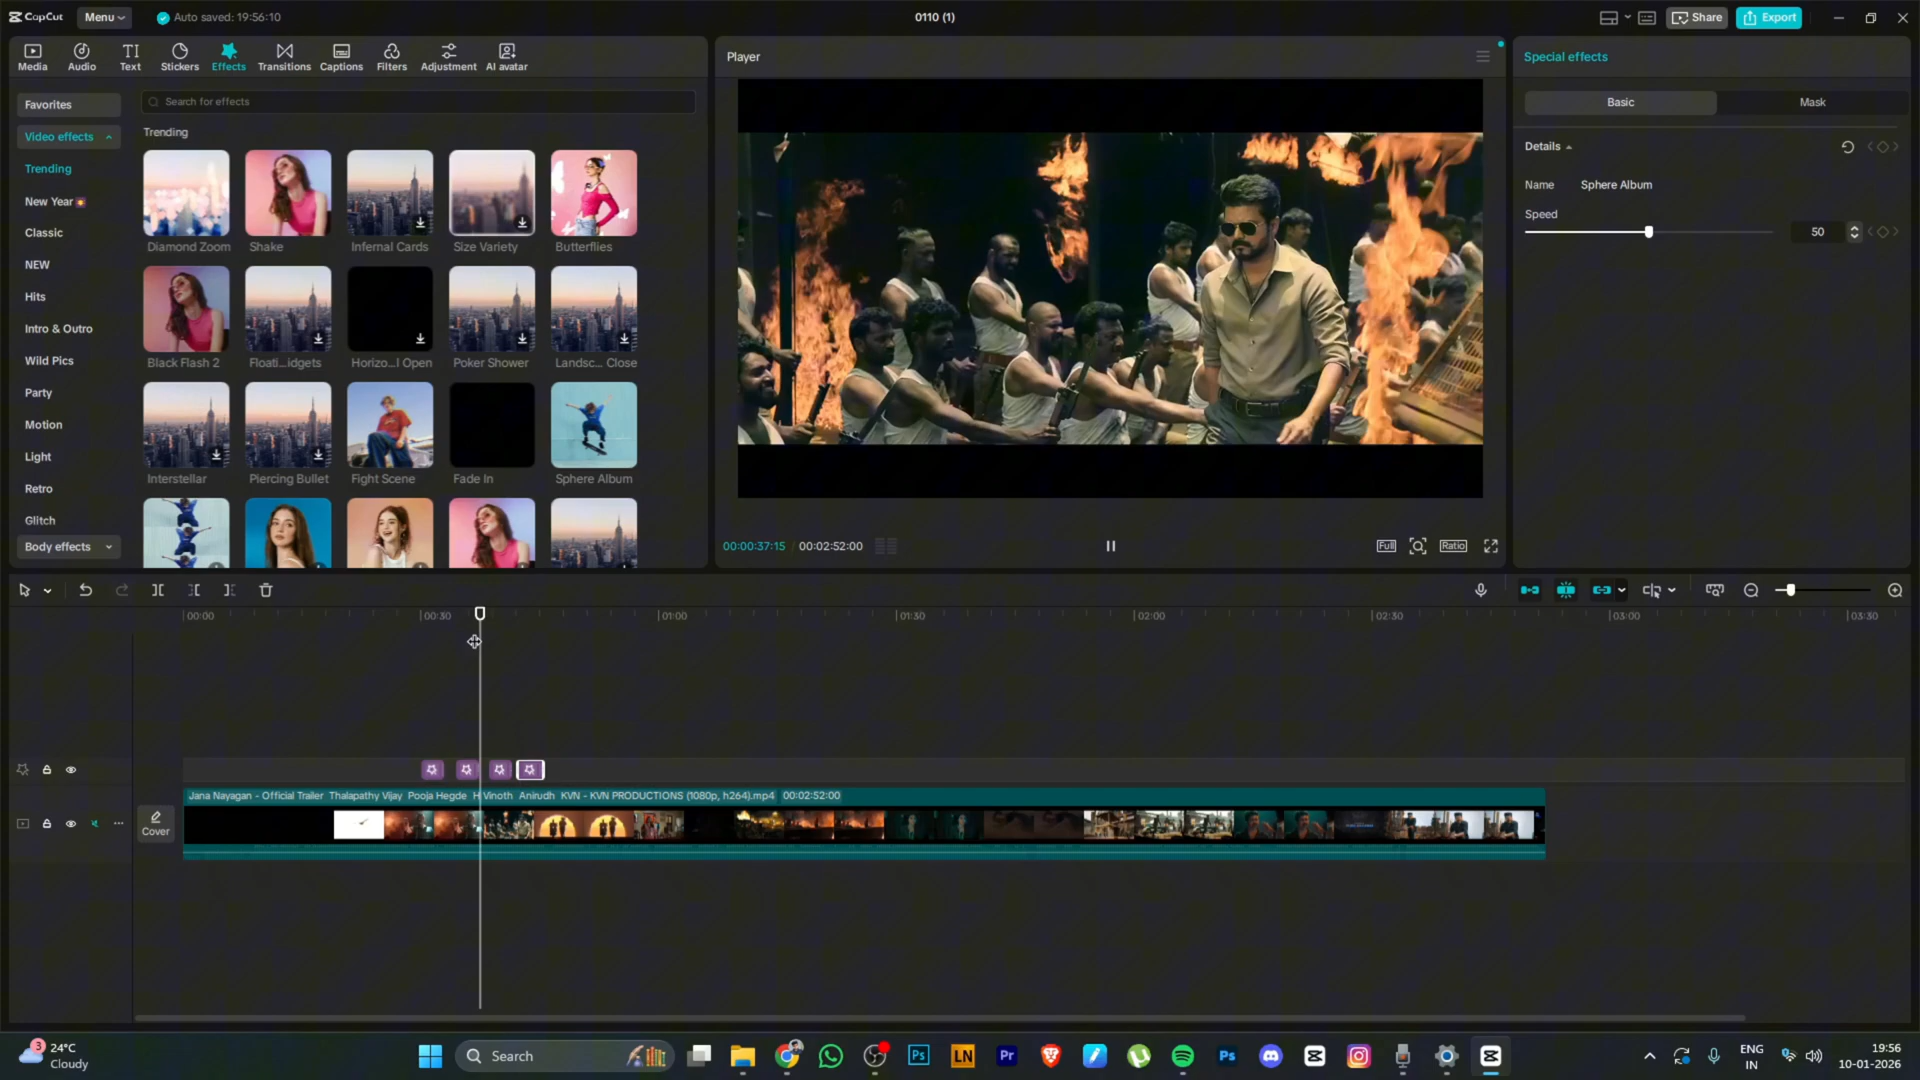 CapCut
Menu
Auto saved: 19:56:10
0110 (1)
Share
Export
Media
Audio
TI
Text
Stickers
Effects
Transitions
Captions
Filters
Adjustment
AI avatar
Favorites
Video effects
Trending
New Year
Classic
NEW
Hits
Intro & Outro
Wild Pics
Party
Motion
Light
Retro
Glitch
Body effects
Search for effects
Trending
Diamond Zoom
Shake
Infernal Cards
Size Variety
Butterflies
Black Flash 2
Floati...idgets
Horizo...l Open
Poker Shower
Landsc... Close
Interstellar
Piercing Bullet
Fight Scene
Fade In
Sphere Album
Player
00:00:37:15 / 00:02:52:00
Full
Ratio
Special effects
Basic
Mask
Details
Name Sphere Album
Speed
50
00:00
00:30
01:00
01:30
02:00
02:30
03:00
03:30
Cover
Jana Nayagan - Official Trailer Thalapathy Vijay Pooja Hegde H Vinoth Anirudh KVN - KVN PRODUCTIONS (1080p, h264).mp4 00:02:52:00
3
24°C
Cloudy
Search
Ps
LN
Pr
Ps
ENG
IN
19:56
10-01-2026